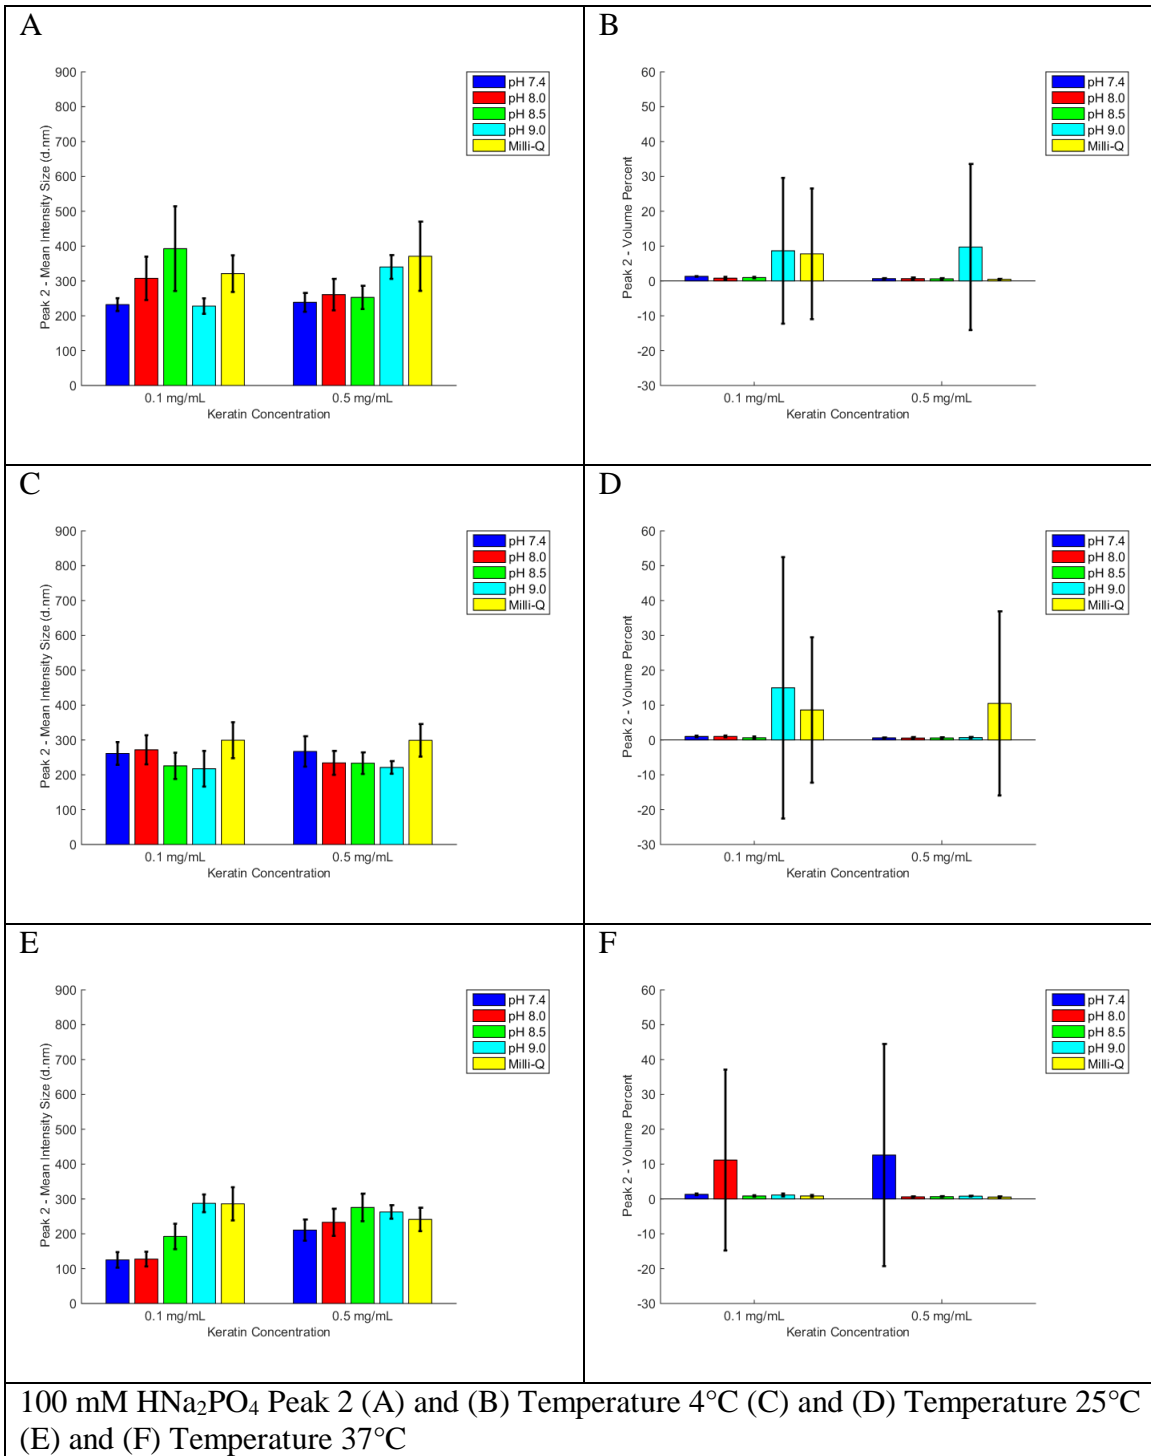 A
900
800
700
600
500
400
300
200
100
0
Peak 2 - Mean Intensity Size (d.nm)
0.1 mg/mL
0.5 mg/mL
Keratin Concentration
pH 7.4
pH 8.0
pH 8.5
pH 9.0
Milli-Q
B
60
50
40
30
20
10
0
-10
-20
-30
Peak 2 - Volume Percent
0.1 mg/mL
0.5 mg/mL
Keratin Concentration
pH 7.4
pH 8.0
pH 8.5
pH 9.0
Milli-Q
C
900
800
700
600
500
400
300
200
100
0
Peak 2 - Mean Intensity Size (d.nm)
0.1 mg/mL
0.5 mg/mL
Keratin Concentration
pH 7.4
pH 8.0
pH 8.5
pH 9.0
Milli-Q
D
60
50
40
30
20
10
0
-10
-20
-30
Peak 2 - Volume Percent
0.1 mg/mL
0.5 mg/mL
Keratin Concentration
pH 7.4
pH 8.0
pH 8.5
pH 9.0
Milli-Q
E
900
800
700
600
500
400
300
200
100
0
Peak 2 - Mean Intensity Size (d.nm)
0.1 mg/mL
0.5 mg/mL
Keratin Concentration
pH 7.4
pH 8.0
pH 8.5
pH 9.0
Milli-Q
F
60
50
40
30
20
10
0
-10
-20
-30
Peak 2 - Volume Percent
0.1 mg/mL
0.5 mg/mL
Keratin Concentration
pH 7.4
pH 8.0
pH 8.5
pH 9.0
Milli-Q
100 mM HNa₂PO₄ Peak 2 (A) and (B) Temperature 4°C (C) and (D) Temperature 25°C
(E) and (F) Temperature 37°C